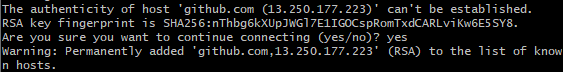 The authenticity of host 'github.com (13.250.177.223)' can't be established.
RSA key fingerprint is SHA256:nThbg6kXUpJWGl7E1IGOCspRomTxdCARLviKw6E5SY8.
Are you sure you want to continue connecting (yes/no)? yes
Warning: Permanently added 'github.com,13.250.177.223' (RSA) to the list of know
n hosts.